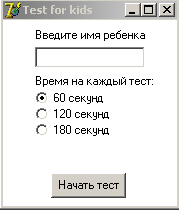 Test for kids
Введите имя ребенка
Время на каждый тест:
60 секунд
120 секунд
180 секунд
Начать тест